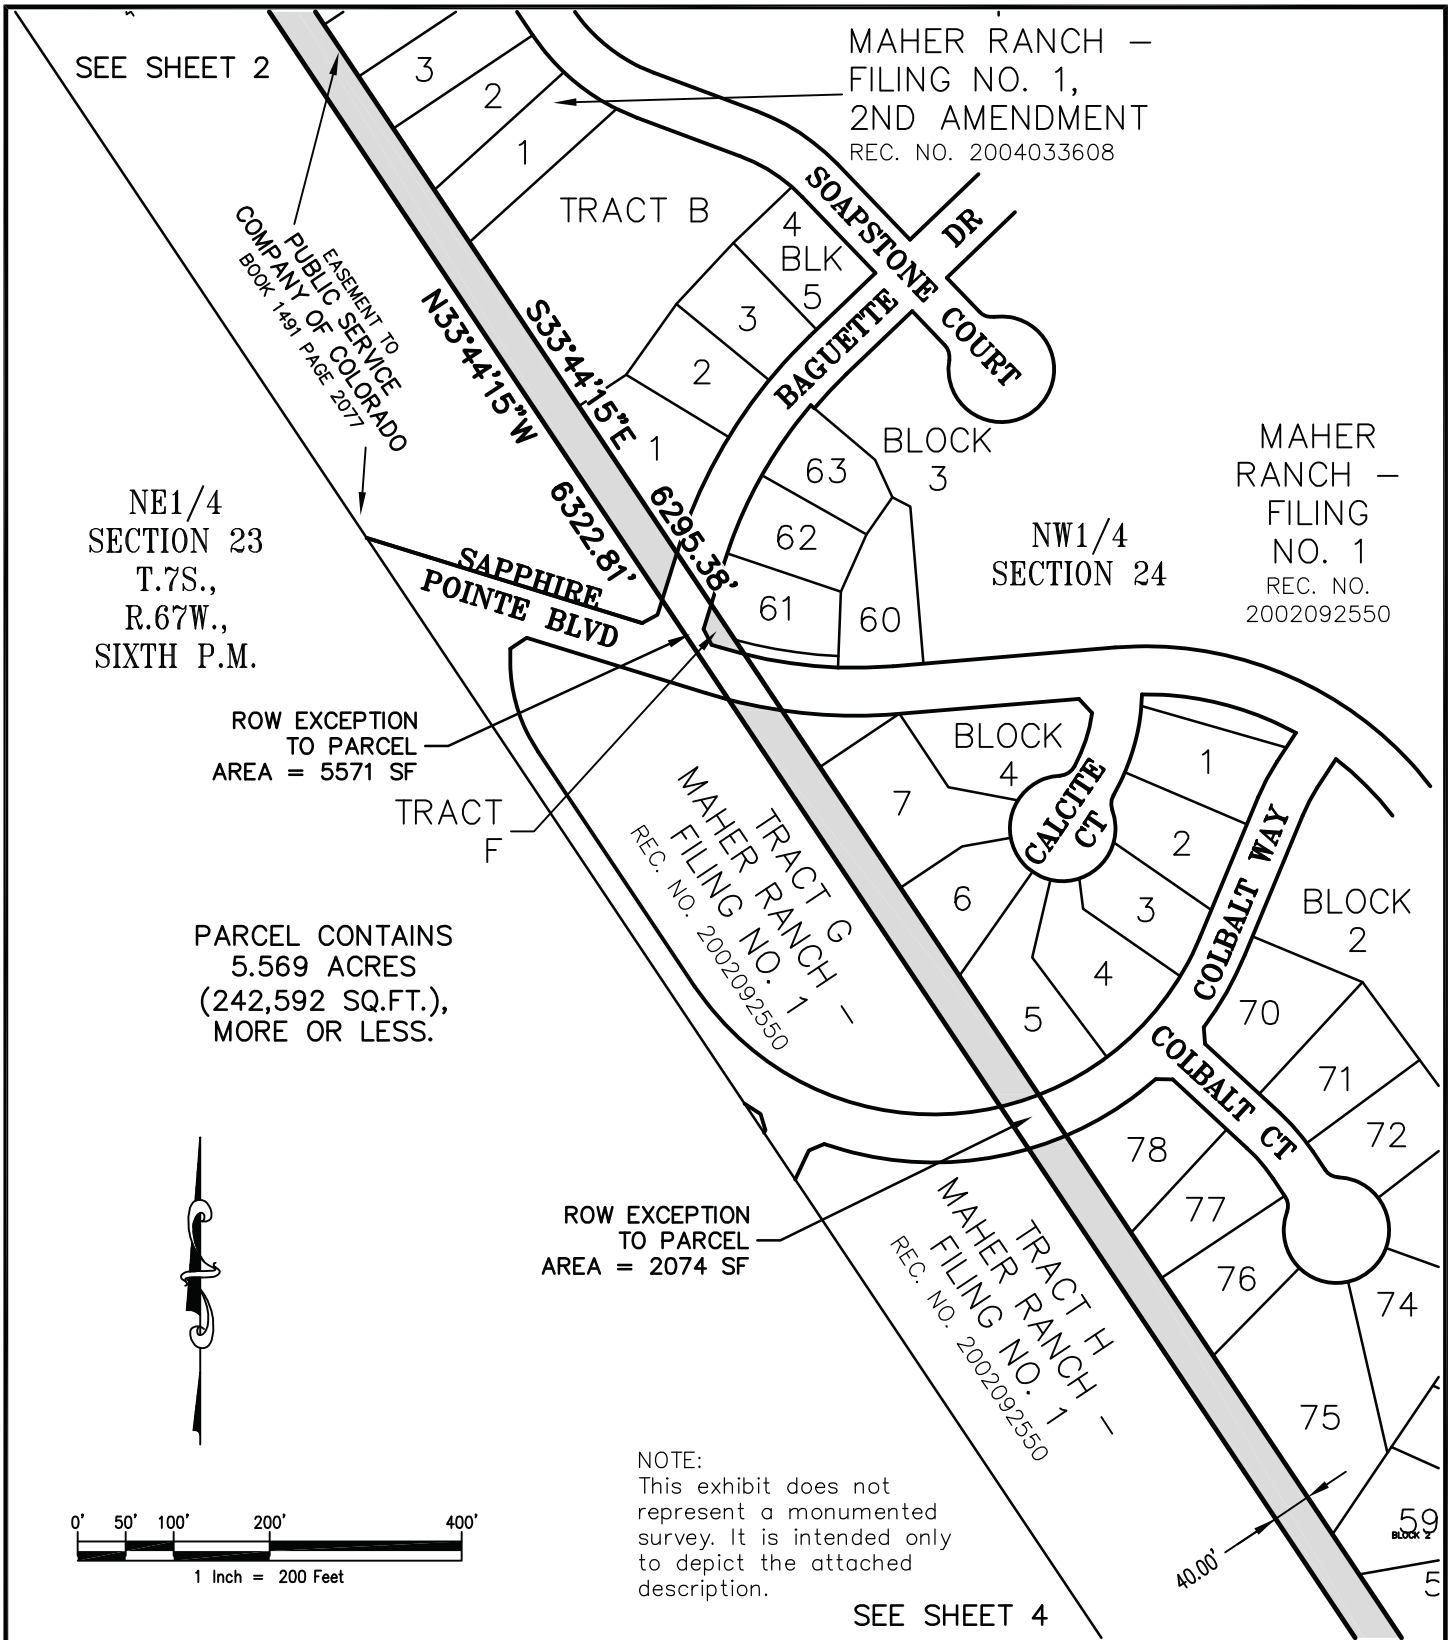 SEE SHEET 2
3
2
1
MAHER RANCH –
FILING NO. 1,
2ND AMENDMENT
REC. NO. 2004033608
TRACT B
SOAPSTONE COURT
BAGUETTE DR
4
BLK
5
3
2
1
EASEMENT TO
PUBLIC SERVICE
COMPANY OF COLORADO
BOOK 1491 PAGE 2077
N33°44'15"W
6322.81'
S33°44'15"E
6295.38'
BLOCK
3
63
62
61
60
MAHER
RANCH –
FILING
NO. 1
REC. NO.
2002092550
NE1/4
SECTION 23
T.7S.,
R.67W.,
SIXTH P.M.
NW1/4
SECTION 24
SAPPHIRE
POINTE BLVD
ROW EXCEPTION
TO PARCEL
AREA = 5571 SF
TRACT
F
BLOCK
4
7
6
5
4
3
2
1
CALCITE
CT
COLBALT WAY
COLBALT CT
BLOCK
2
TRACT G
MAHER RANCH –
FILING NO. 1
REC. NO. 2002092550
PARCEL CONTAINS
5.569 ACRES
(242,592 SQ.FT.),
MORE OR LESS.
70
71
72
78
77
76
74
75
59
BLOCK 2
5
ROW EXCEPTION
TO PARCEL
AREA = 2074 SF
TRACT H
MAHER RANCH –
FILING NO. 1
REC. NO. 2002092550
NOTE:
This exhibit does not
represent a monumented
survey. It is intended only
to depict the attached
description.
40.00'
0' 50' 100' 200' 400'
1 Inch = 200 Feet
SEE SHEET 4